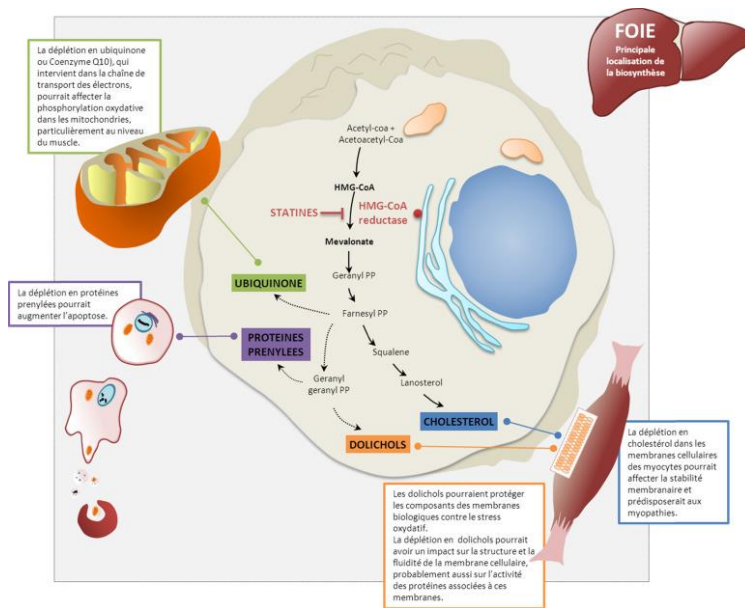 FOIE
Principale
localisation de
la biosynthèse
La déplétion en ubiquinone
ou Coenzyme Q10), qui
intervient dans la chaîne de
transport des électrons,
pourrait affecter la
phosphorylation oxydative
dans les mitochondries,
particulièrement au niveau
du muscle.
Acetyl-coa +
Acetoacetyl-Coa
HMG-CoA
STATINES
HMG-CoA
reductase
Mevalonate
Geranyl PP
UBIQUINONE
Farnesyl PP
La déplétion en protéines
prenylées pourrait
augmenter l'apoptose.
PROTEINES
PRENYLEES
Squalene
Geranyl
geranyl PP
Lanosterol
CHOLESTEROL
DOLICHOLS
La déplétion en
cholestérol dans les
membranes cellulaires
des myocytes pourrait
affecter la stabilité
membranaire et
prédisposerait aux
myopathies.
Les dolichols pourraient protéger
les composants des membranes
biologiques contre le stress
oxydatif.
La déplétion en dolichols pourrait
avoir un impact sur la structure et la
fluidité de la membrane cellulaire,
probablement aussi sur l'activité
des protéines associées à ces
membranes.